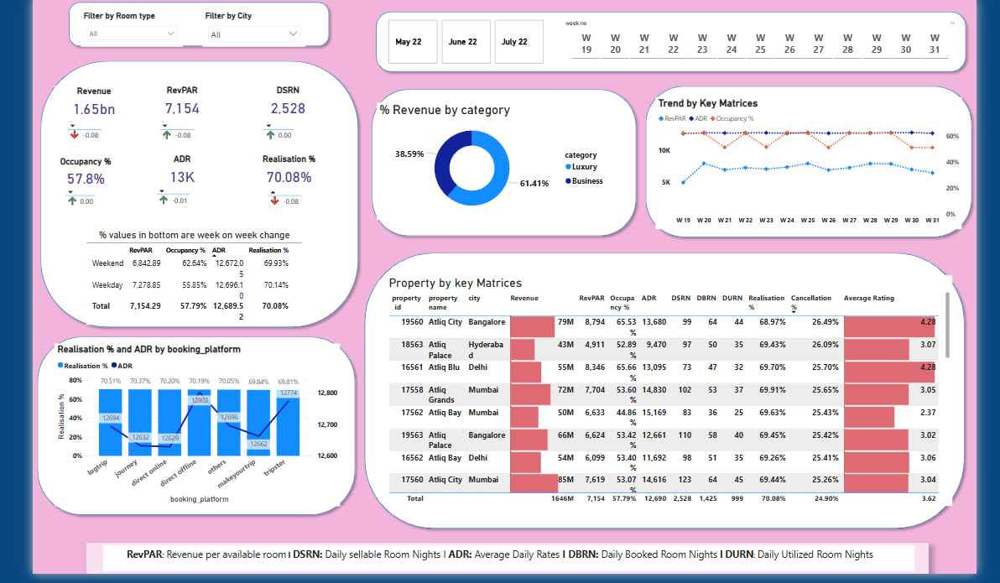 Filter by Room type
All
Filter by City
All
May 22
June 22
July 22
week no
W 19 W 20 W 21 W 22 W 23 W 24 W 25 W 26 W 27 W 28 W 29 W 30 W 31
Revenue RevPAR DSRN
1.65bn 7,154 2,528
-0.08 -0.08 0.00
Occupancy % ADR Realisation %
57.8% 13K 70.08%
0.00 -0.01 -0.08
% values in bottom are week on week change
RevPAR Occupancy % ADR Realisation %
Weekend 6,842.89 62.64% 12,672.05 69.93%
Weekday 7,278.85 55.85% 12,696.10 70.14%
Total 7,154.29 57.79% 12,689.52 70.08%
% Revenue by category
38.59%
61.41%
category
Luxury
Business
Trend by Key Matrices
RevPAR ADR Occupancy %
10K
5K
60%
40%
20%
0%
W 19 W 20 W 21 W 22 W 23 W 24 W 25 W 26 W 27 W 28 W 29 W 30 W 31
Realisation % and ADR by booking_platform
Realisation % ADR
Realisation %
80%
60%
40%
20%
0%
70.51% 70.37% 70.20% 70.19% 70.05% 69.84% 69.81%
12694 12632 12629 12802 12696 12662 12774
12,800
12,700
12,600
logtrip journey direct online direct offline others makeyourtrip tripster
booking_platform
Property by key Matrices
property_id property_name city Revenue RevPAR Occupancy % ADR DSRN DBRN DURN Realisation % Cancellation % Average Rating
19560 Atliq City Bangalore 79M 8,794 65.53% 13,680 99 64 44 68.97% 26.49% 4.28
18563 Atliq Palace Hyderabad 43M 4,911 52.89% 9,470 97 50 35 69.43% 26.09% 3.07
16561 Atliq Blu Delhi 55M 8,346 65.66% 13,095 73 47 32 69.70% 25.70% 4.28
17558 Atliq Grands Mumbai 72M 7,704 53.60% 14,830 102 53 37 69.91% 25.65% 3.05
17562 Atliq Bay Mumbai 50M 6,633 44.86% 15,169 83 36 25 69.63% 25.43% 2.37
19563 Atliq Palace Bangalore 66M 6,624 53.42% 12,661 110 58 40 69.45% 25.42% 3.02
16562 Atliq Bay Delhi 54M 6,099 53.40% 11,692 98 51 35 69.26% 25.41% 3.06
17560 Atliq City Mumbai 85M 7,619 53.07% 14,616 123 64 45 69.44% 25.26% 3.04
Total 1646M 7,154 57.79% 12,690 2,528 1,425 999 70.08% 24.90% 3.62
RevPAR: Revenue per available room I DSRN: Daily sellable Room Nights I ADR: Average Daily Rates I DBRN: Daily Booked Room Nights I DURN: Daily Utilized Room Nights